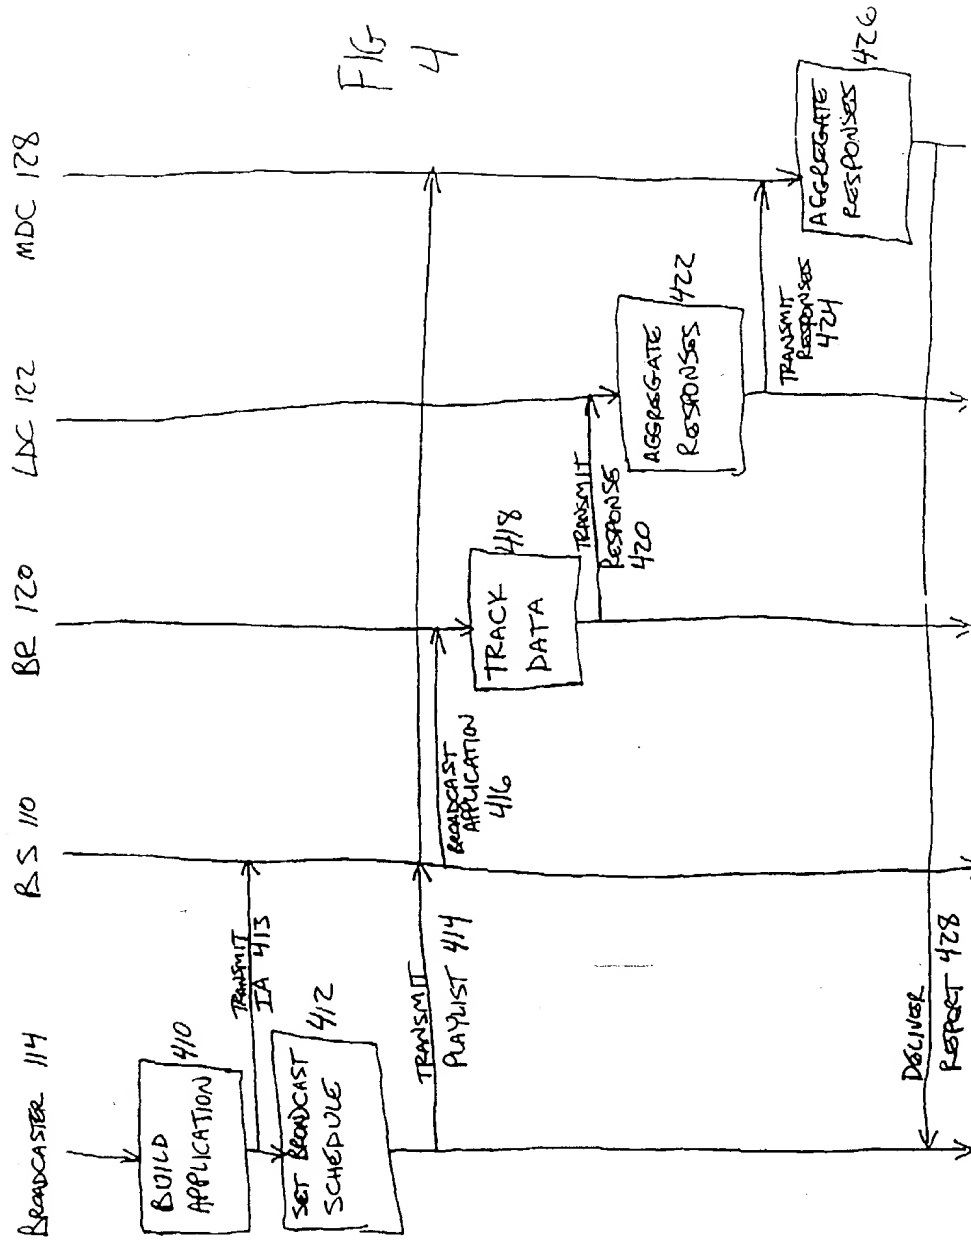 BROADCASTER 114
BS 110
BR 120
LDC 122
MDC 128
BUILD
APPLICATION
410
TRANSMIT
IA 413
SET BROADCAST
SCHEDULE
412
TRANSMIT
PLAYLIST 414
BROADCAST
APPLICATION
416
TRACK
DATA
418
TRANSMIT
RESPONSE
420
AGGREGATE
RESPONSES
422
TRANSMIT
RESPONSES
424
AGGREGATE
RESPONSES
426
DELIVER
REPORT 428
FIG
4